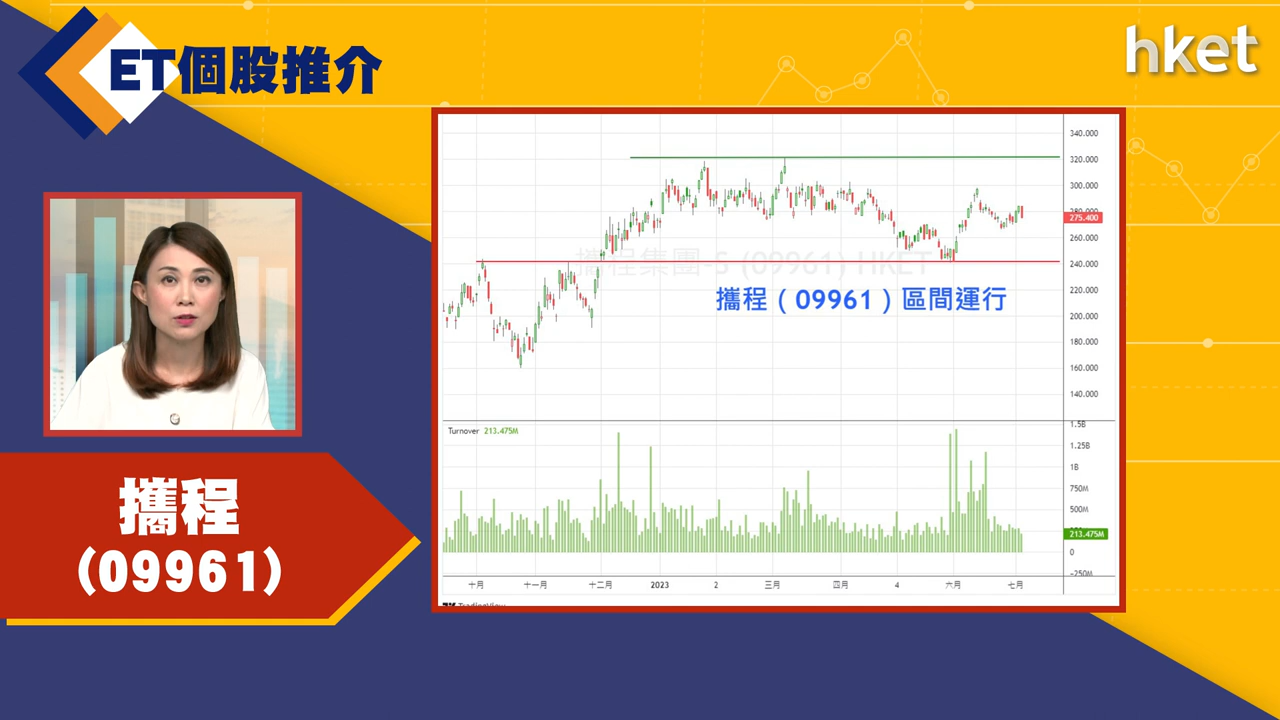 ET個股推介
hket
攜程
(09961)
攜程集團-S (09961) HKET
攜程（09961）區間運行
340.000
320.000
300.000
280.000
275.400
260.000
240.000
220.000
200.000
180.000
160.000
140.000
Turnover 213.475M
1.5B
1.25B
1B
750M
500M
213.475M
0
-250M
十月 十一月 十二月 2023 2 三月 四月 4 六月 七月
TradingView